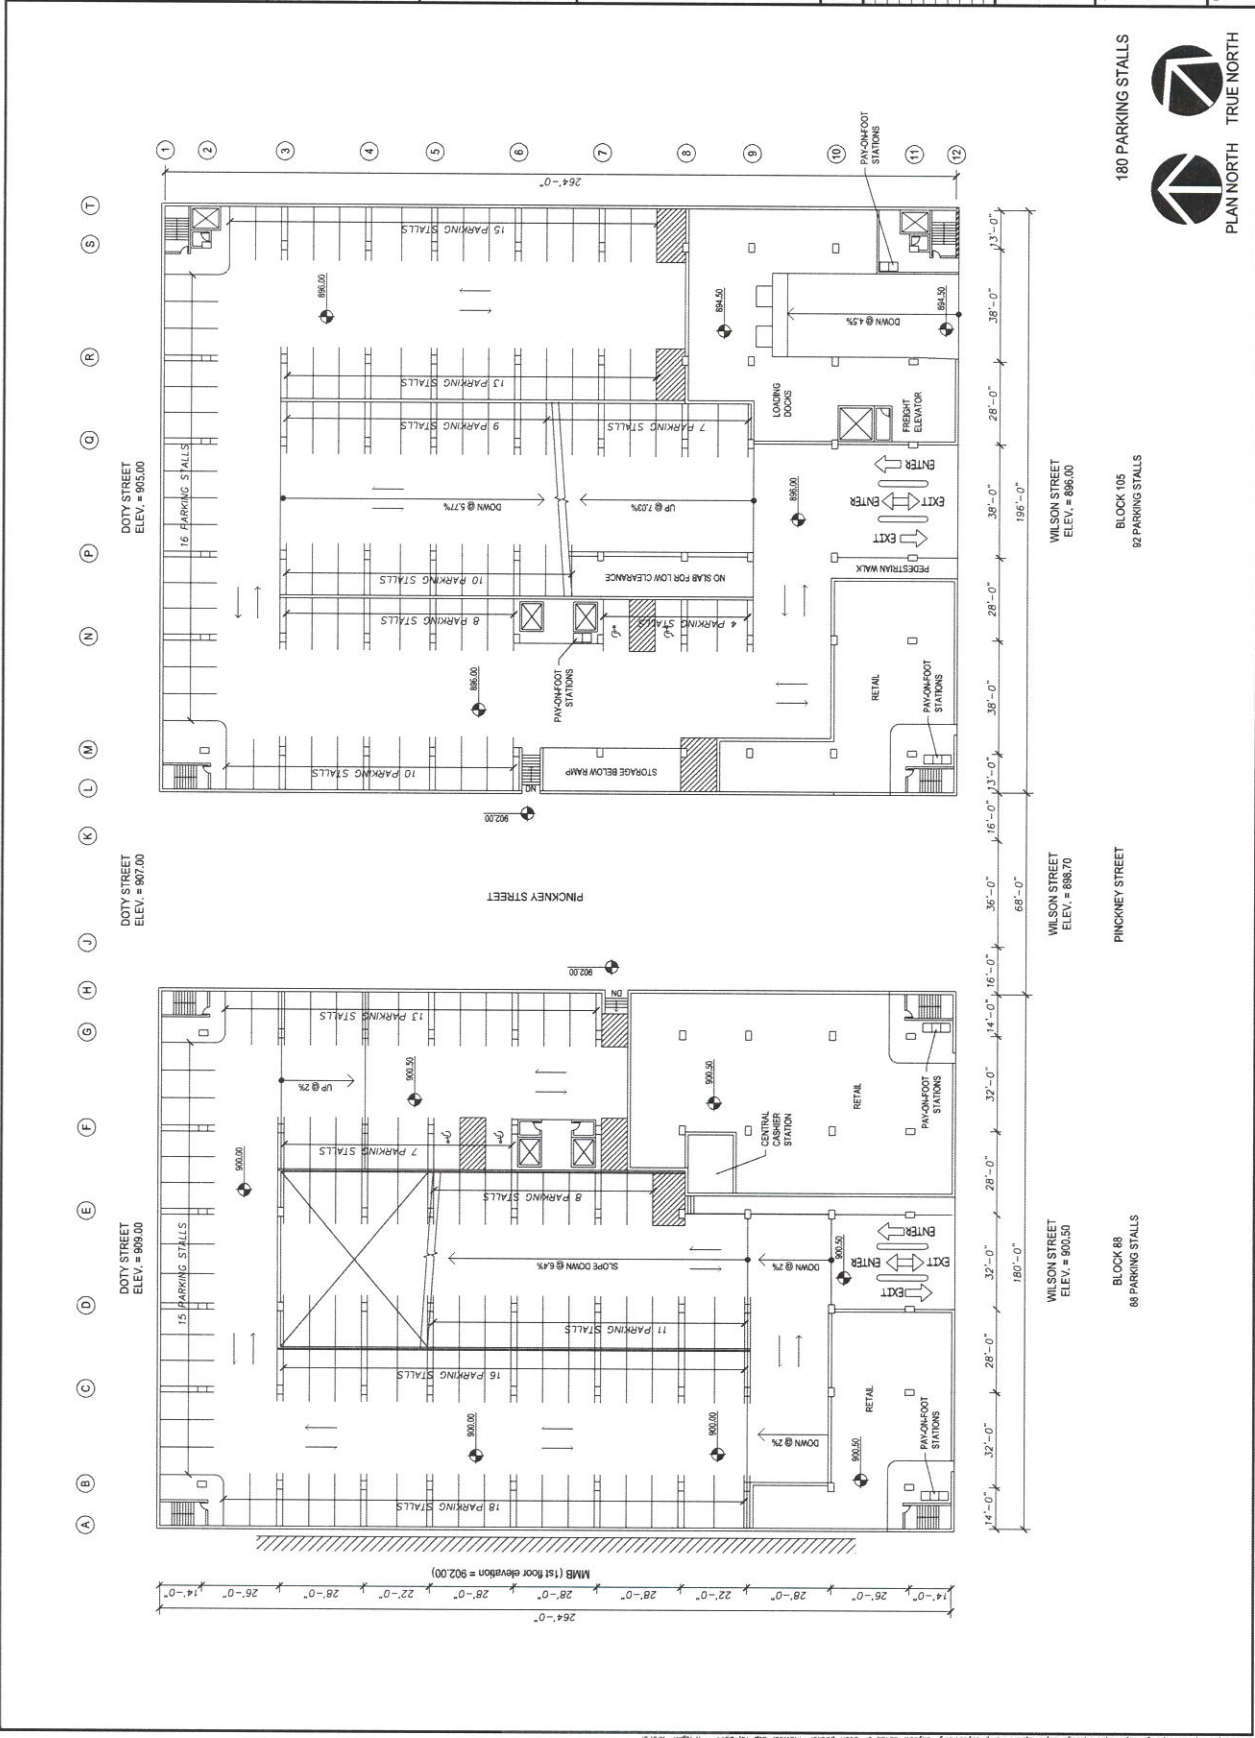 A
B
C
D
E
F
G
H
J
K
L
M
N
P
Q
R
S
T
DOTY STREET
ELEV. = 909.00
DOTY STREET
ELEV. = 907.00
DOTY STREET
ELEV. = 905.00
1
2
3
4
5
6
7
8
9
10
11
12
264'-0"
MMB (1st floor elevation = 902.00)
14'-0"
26'-0"
28'-0"
22'-0"
28'-0"
28'-0"
28'-0"
22'-0"
28'-0"
26'-0"
14'-0"
264'-0"
15 PARKING STALLS
900.00
UP @ 2%
13 PARKING STALLS
7 PARKING STALLS
900.50
8 PARKING STALLS
SLOPE DOWN @ 6.4%
11 PARKING STALLS
16 PARKING STALLS
18 PARKING STALLS
900.00
900.00
DOWN @ 2%
DOWN @ 2%
900.50
900.50
900.50
CENTRAL
CASHIER
STATION
RETAIL
RETAIL
EXIT
ENTER
EXIT
ENTER
PAY-ON-FOOT
STATIONS
PAY-ON-FOOT
STATIONS
DN
902.00
PINCKNEY STREET
902.00
DN
16 PARKING STALLS
10 PARKING STALLS
8 PARKING STALLS
10 PARKING STALLS
9 PARKING STALLS
13 PARKING STALLS
15 PARKING STALLS
896.00
896.00
DOWN @ 5.77%
UP @ 7.03%
7 PARKING STALLS
4 PARKING STALLS
NO SLAB FOR LOW CLEARANCE
STORAGE BELOW RAMP
PAY-ON-FOOT
STATIONS
896.00
894.50
LOADING
DOCKS
DOWN @ 4.5%
894.50
FREIGHT
ELEVATOR
PEDESTRIAN WALK
EXIT
ENTER
EXIT
ENTER
RETAIL
PAY-ON-FOOT
STATIONS
PAY-ON-FOOT
STATIONS
14'-0"
32'-0"
28'-0"
32'-0"
28'-0"
32'-0"
14'-0"
16'-0"
36'-0"
16'-0"
13'-0"
38'-0"
28'-0"
38'-0"
28'-0"
38'-0"
13'-0"
180'-0"
68'-0"
196'-0"
WILSON STREET
ELEV. = 900.50
WILSON STREET
ELEV. = 898.70
WILSON STREET
ELEV. = 896.00
BLOCK 88
88 PARKING STALLS
PINCKNEY STREET
BLOCK 105
92 PARKING STALLS
180 PARKING STALLS
PLAN NORTH
TRUE NORTH